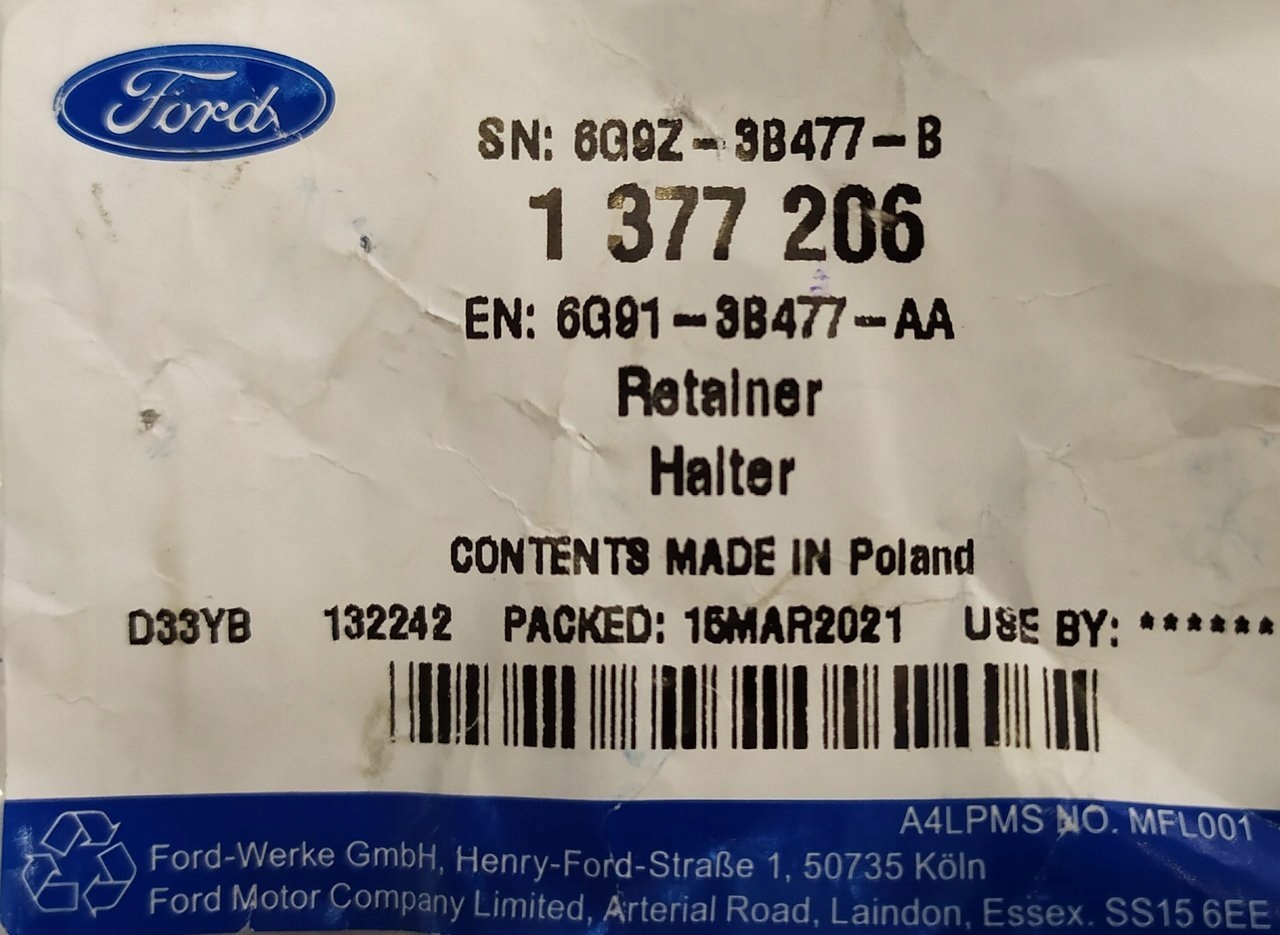 Ford
SN: 6G9Z-3B477-B
1 377 206
EN: 6G91-3B477-AA
Retainer
Halter
CONTENTS MADE IN Poland
D33YB 132242 PACKED: 16MAR2021 USE BY: ******
A4LPMS NO. MFL001
Ford-Werke GmbH, Henry-Ford-Straße 1, 50735 Köln
Ford Motor Company Limited, Arterial Road, Laindon, Essex. SS15 6EE